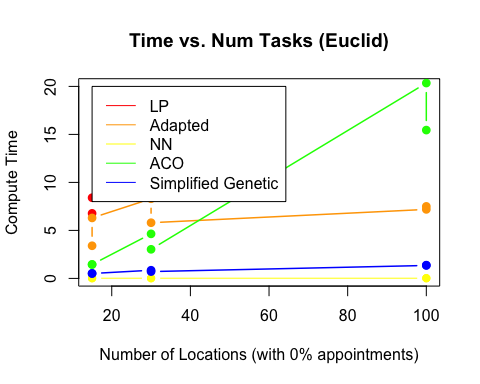 Time vs. Num Tasks (Euclid)
Compute Time
20
15
10
5
0
LP
Adapted
NN
ACO
Simplified Genetic
20 40 60 80 100
Number of Locations (with 0% appointments)